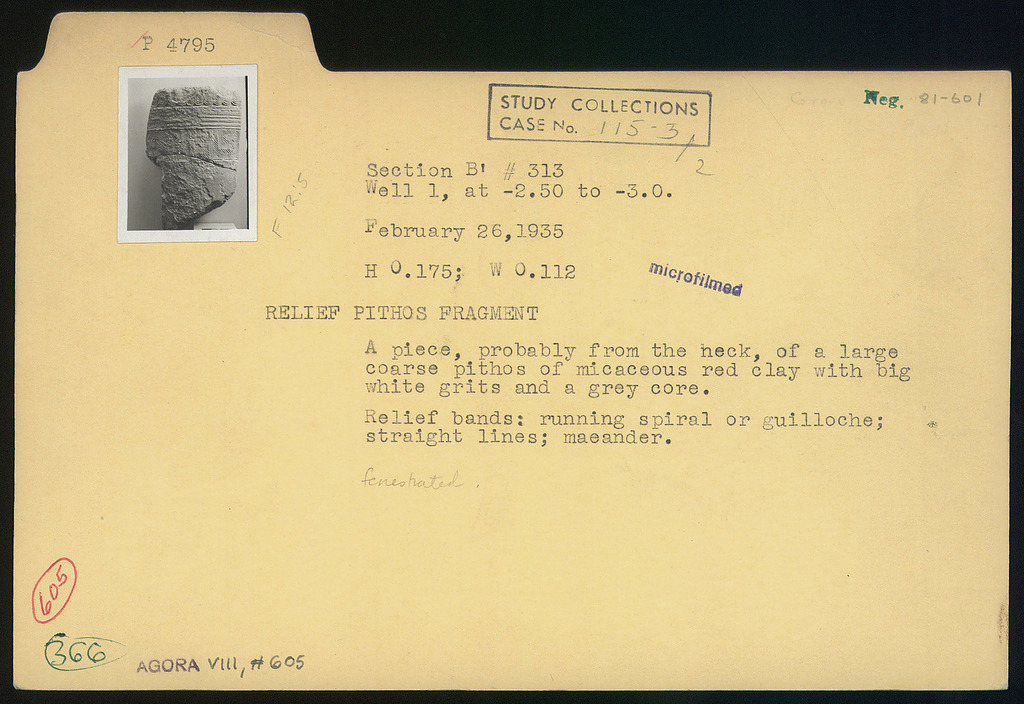 P 4795
Neg. 81-601
STUDY COLLECTIONS
CASE No. 115-3/2
F 12:5
Section B' # 313
Well 1, at -2.50 to -3.0.
February 26,1935
H 0.175; W 0.112
microfilmed
RELIEF PITHOS FRAGMENT
A piece, probably from the neck, of a large
coarse pithos of micaceous red clay with big
white grits and a grey core.
Relief bands: running spiral or guilloche;
straight lines; maeander.
fenestrated.
605
366
AGORA VIII, #605